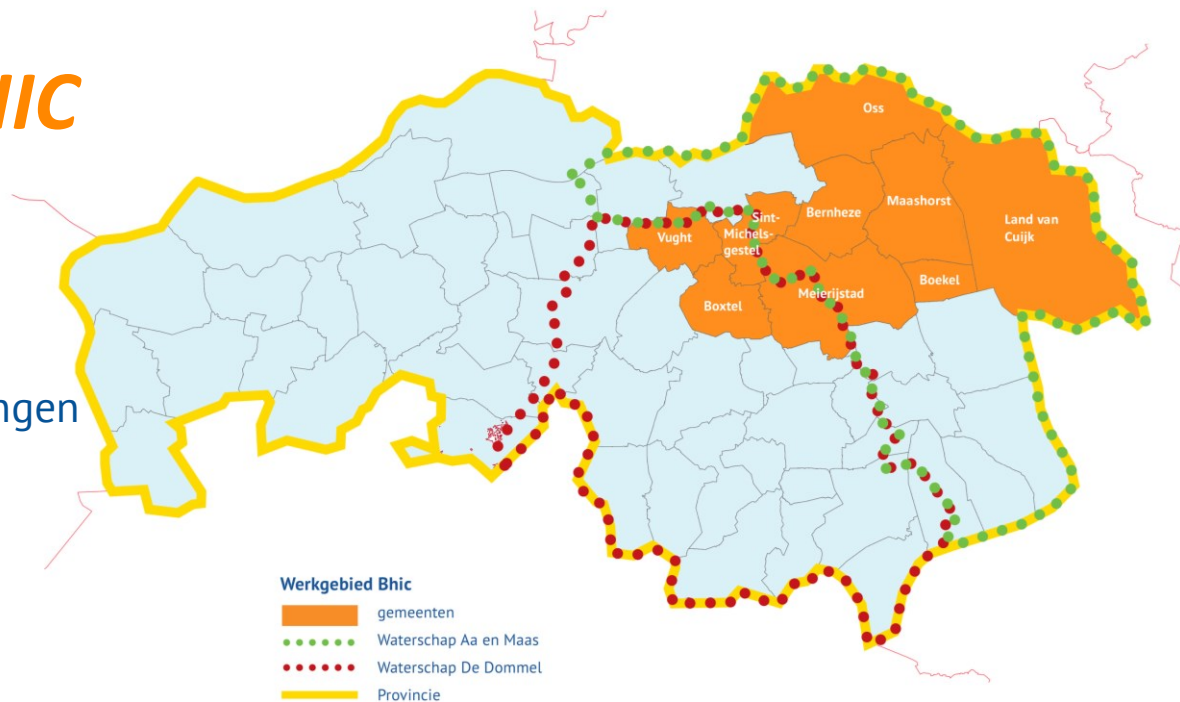 HIC
ngen
Oss
Maashorst
Bernheze
Land van
Cuijk
Sint-
Michels-
gestel
Vught
Boekel
Meierijstad
Boxtel
Werkgebied Bhic
gemeenten
Waterschap Aa en Maas
Waterschap De Dommel
Provincie